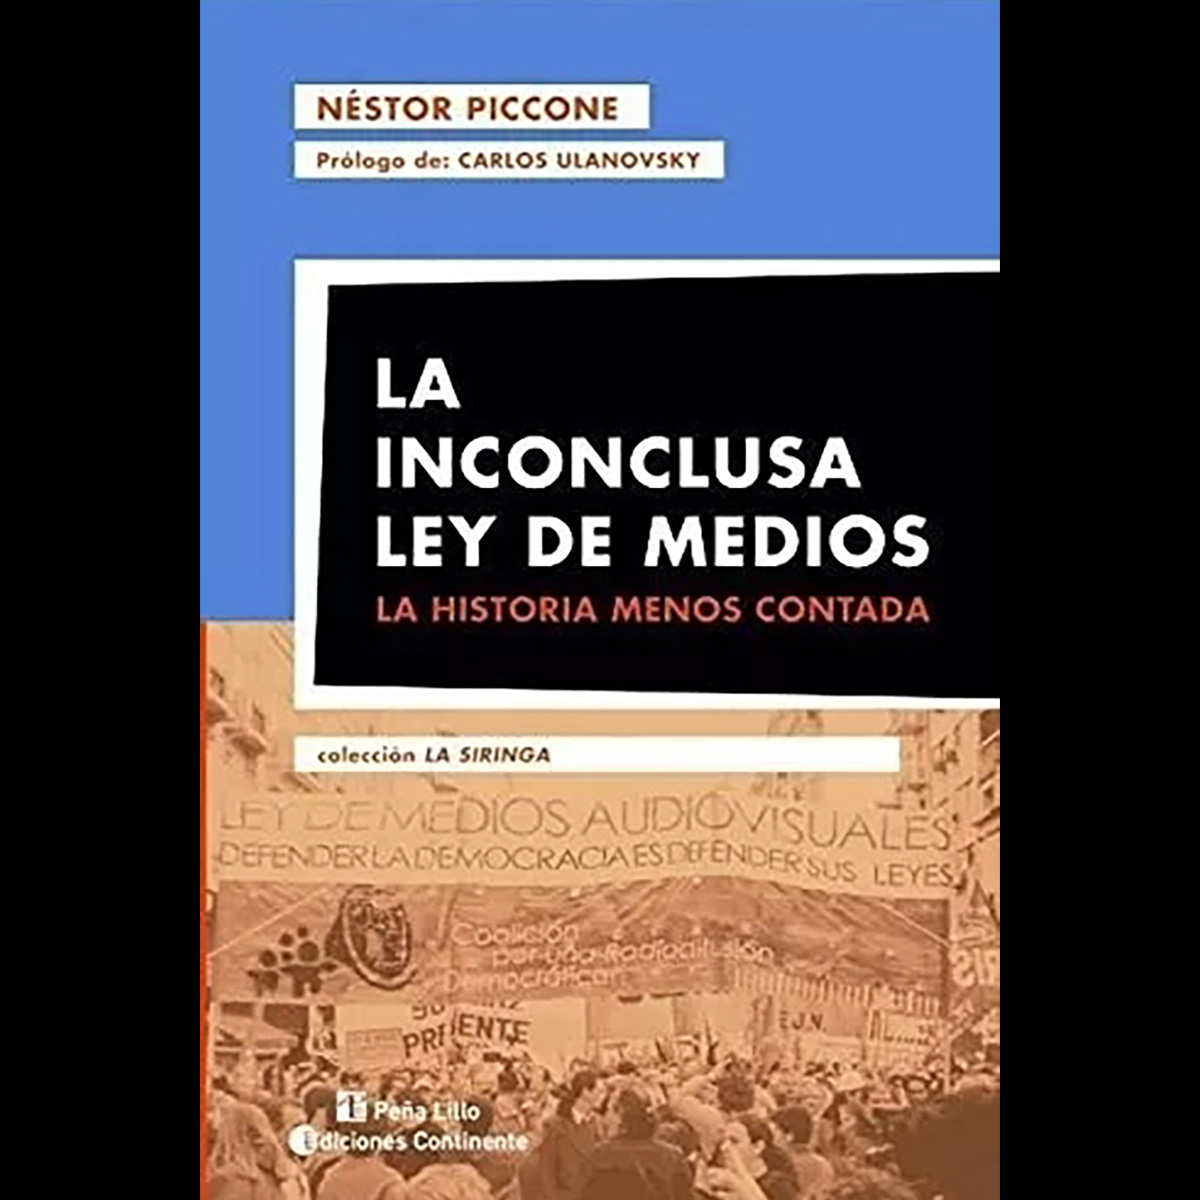 NÉSTOR PICCONE
Prólogo de: CARLOS ULANOVSKY
LA
INCONCLUSA
LEY DE MEDIOS
LA HISTORIA MENOS CONTADA
colección LA SIRINGA
LEY DE MEDIOS AUDIOVISUALES
DEFENDER LA DEMOCRACIA ES DEFENDER SUS LEYES
Coalición
por una Radiodifusión
Democrática
PRESENTE
EJN
Peña Lillo
Ediciones Continente